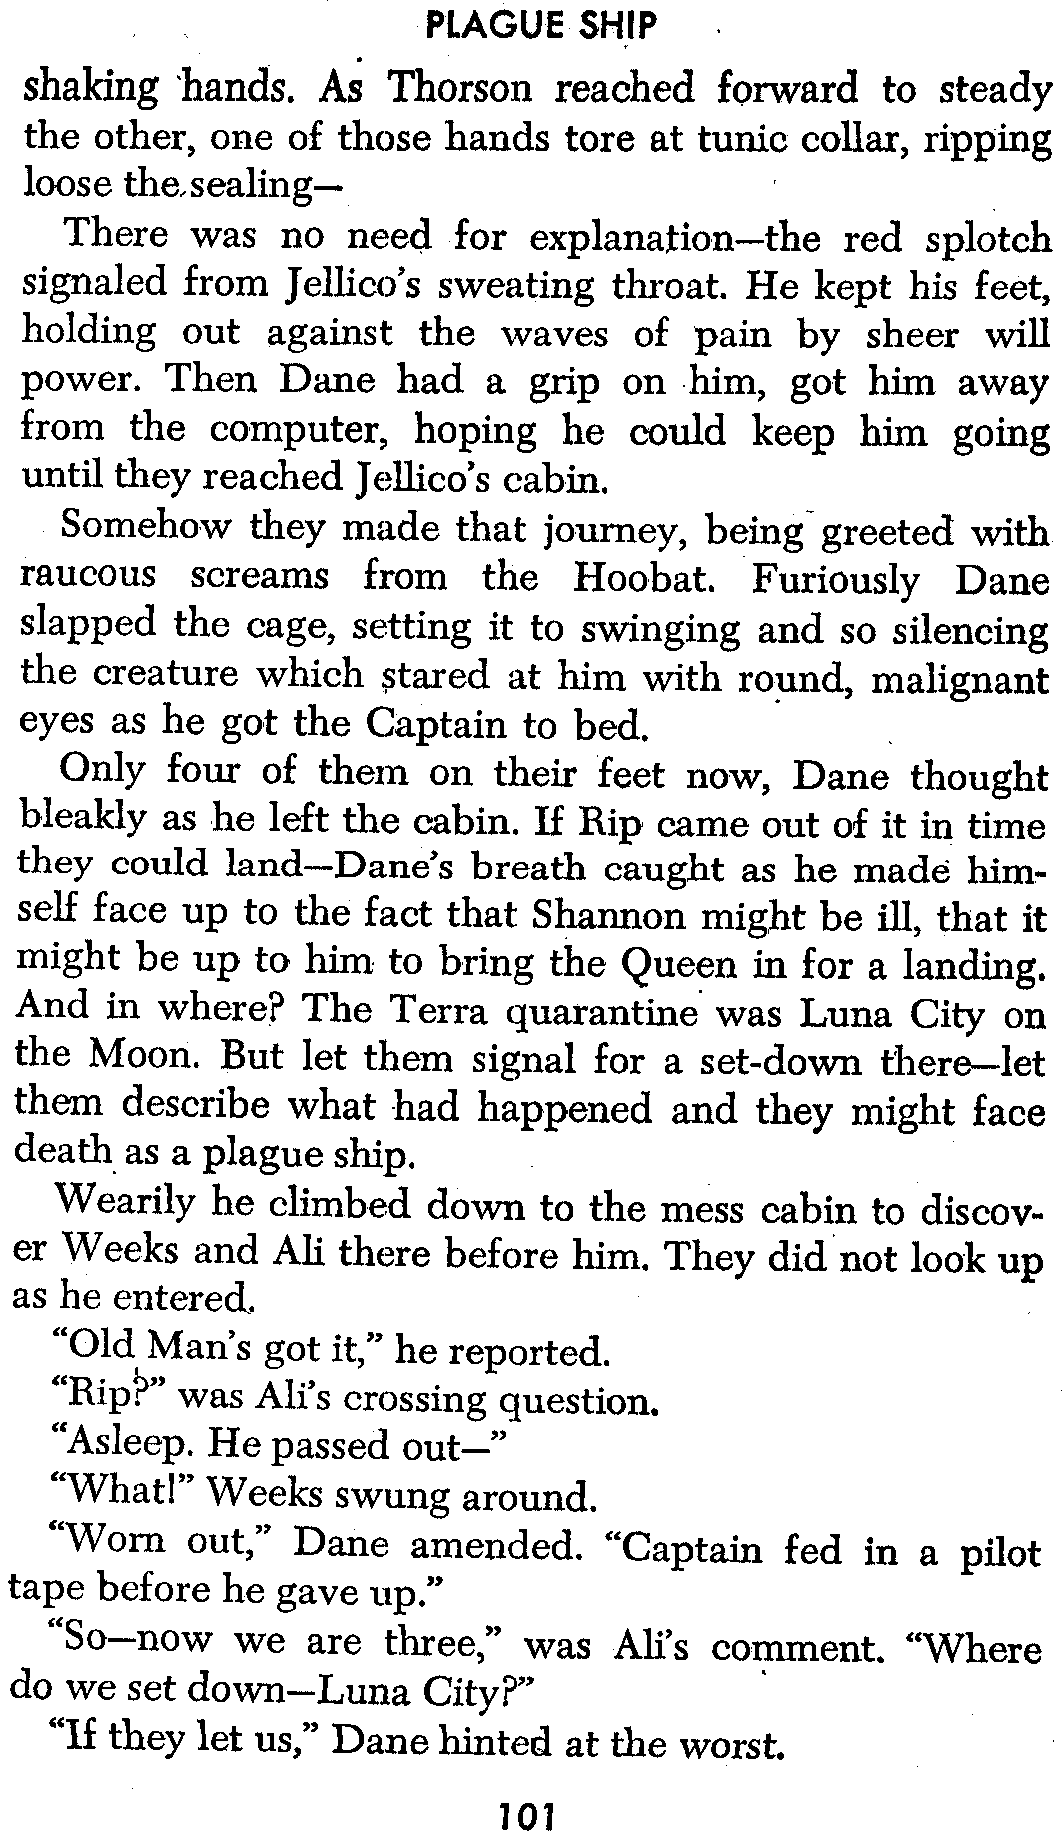 PLAGUE SHIP
shaking hands. As Thorson reached forward to steady
the other, one of those hands tore at tunic collar, ripping
loose the sealing—
There was no need for explanation—the red splotch
signaled from Jellico's sweating throat. He kept his feet,
holding out against the waves of pain by sheer will
power. Then Dane had a grip on him, got him away
from the computer, hoping he could keep him going
until they reached Jellico's cabin.
Somehow they made that journey, being greeted with
raucous screams from the Hoobat. Furiously Dane
slapped the cage, setting it to swinging and so silencing
the creature which stared at him with round, malignant
eyes as he got the Captain to bed.
Only four of them on their feet now, Dane thought
bleakly as he left the cabin. If Rip came out of it in time
they could land—Dane's breath caught as he made him-
self face up to the fact that Shannon might be ill, that it
might be up to him to bring the Queen in for a landing.
And in where? The Terra quarantine was Luna City on
the Moon. But let them signal for a set-down there—let
them describe what had happened and they might face
death as a plague ship.
Wearily he climbed down to the mess cabin to discov-
er Weeks and Ali there before him. They did not look up
as he entered.
"Old Man's got it," he reported.
"Rip?" was Ali's crossing question.
"Asleep. He passed out—"
"What!" Weeks swung around.
"Worn out," Dane amended. "Captain fed in a pilot
tape before he gave up."
"So—now we are three," was Ali's comment. "Where
do we set down—Luna City?"
"If they let us," Dane hinted at the worst.
101